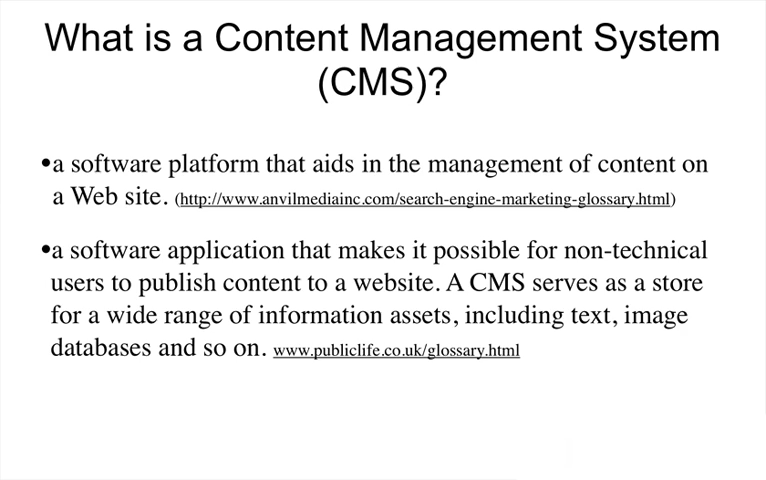 What is a Content Management System
(CMS)?
•a software platform that aids in the management of content on
a Web site. (http://www.anvilmediainc.com/search-engine-marketing-glossary.html)
•a software application that makes it possible for non-technical
users to publish content to a website. A CMS serves as a store
for a wide range of information assets, including text, image
databases and so on. www.publiclife.co.uk/glossary.html